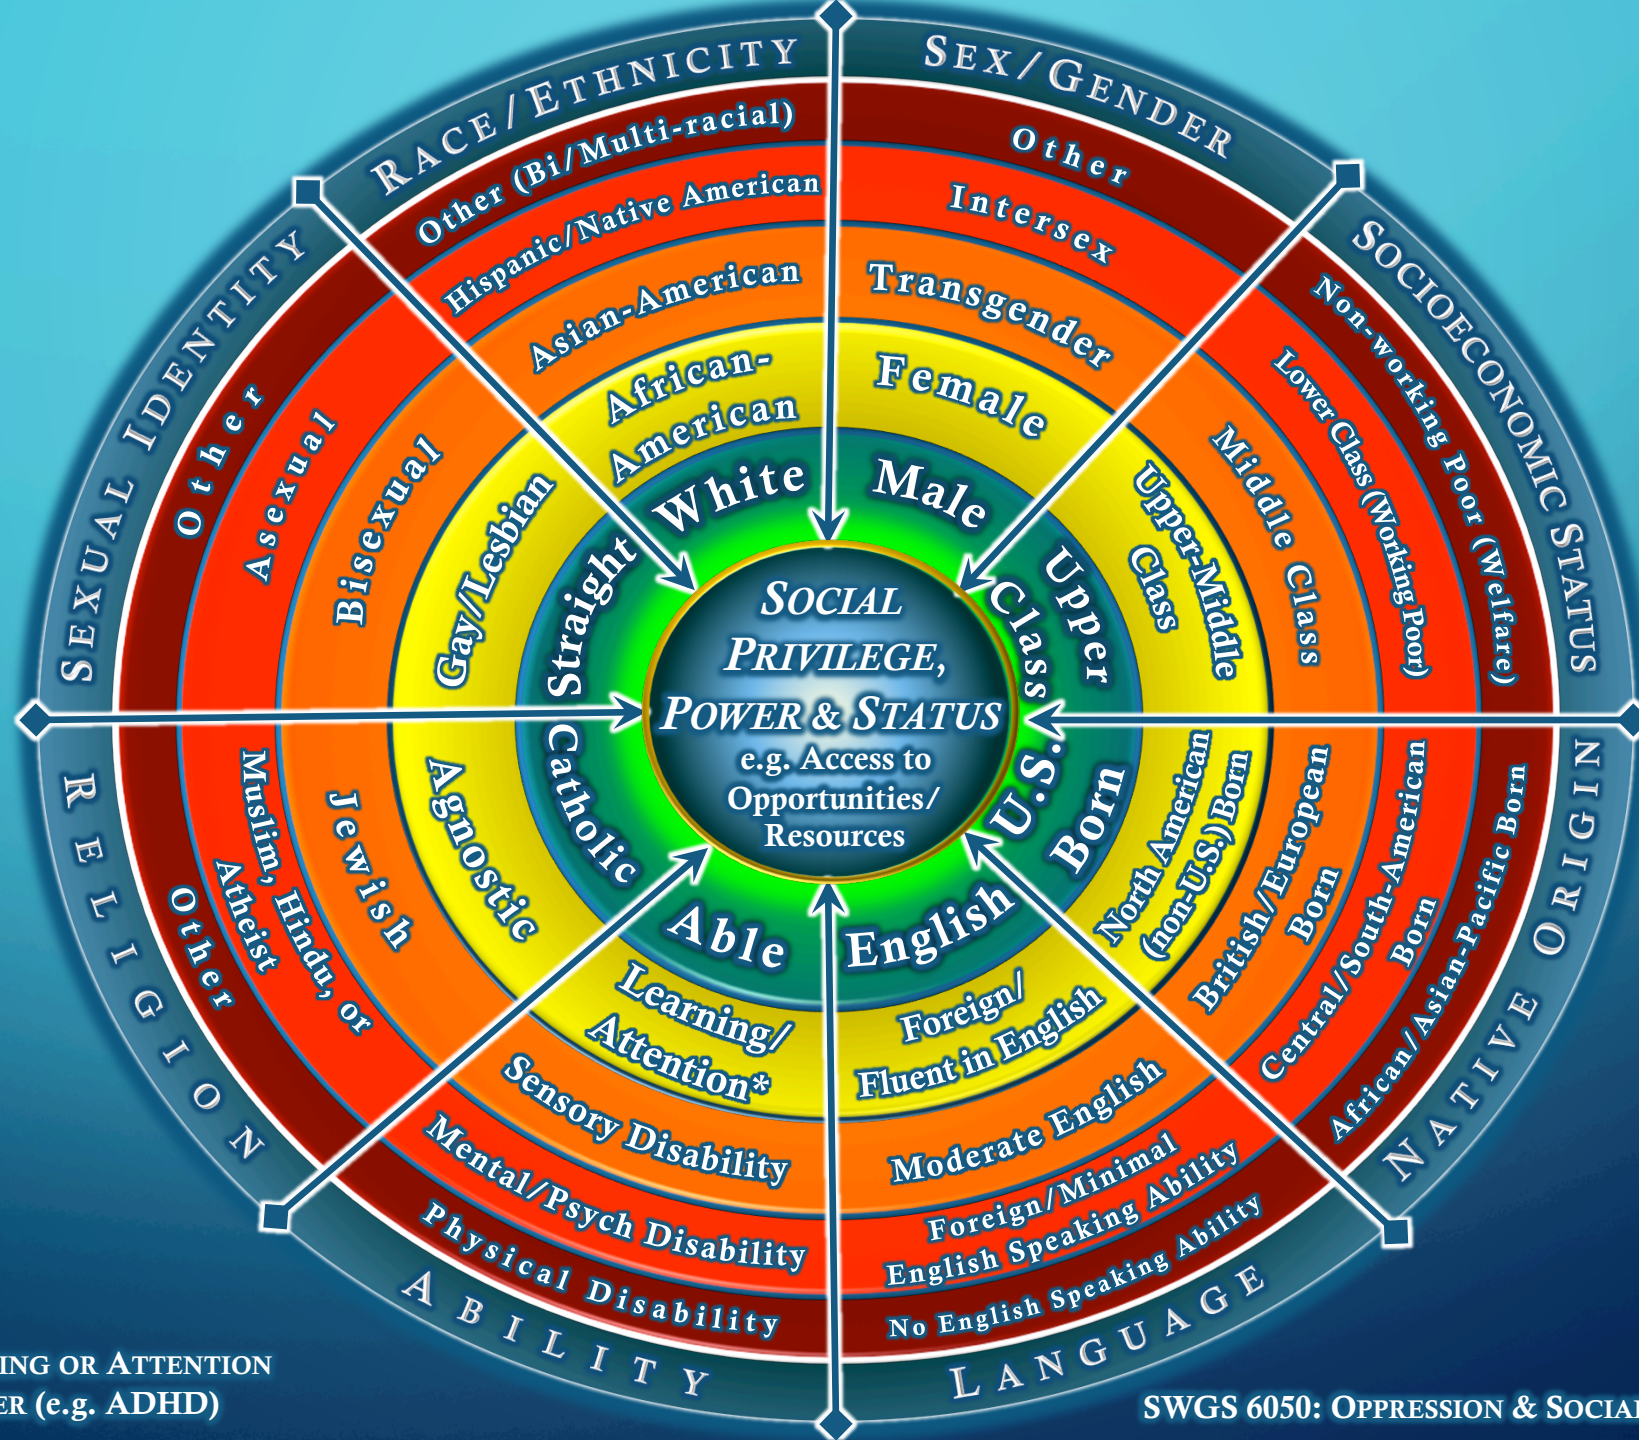 RACE/ETHNICITY
Other (Bi/Multi-racial)
Hispanic/Native American
Asian-American
African-
American
White
SEX/GENDER
Other
Intersex
Transgender
Female
Male
SOCIOECONOMIC STATUS
Non-working Poor (Welfare)
Lower Class (Working Poor)
Middle Class
Upper-Middle
Class
Upper
Class
NATIVE ORIGIN
African/Asian-Pacific Born
Central/South-American
Born
British/European
Born
North American
(non-U.S.) Born
U.S.
Born
LANGUAGE
No English Speaking Ability
Foreign/Minimal
English Speaking Ability
Moderate English
Foreign/
Fluent in English
English
ABILITY
Physical Disability
Mental/Psych Disability
Sensory Disability
Learning/
Attention*
Able
RELIGION
Other
Muslim, Hindu, or
Atheist
Jewish
Agnostic
Catholic
SEXUAL IDENTITY
Other
Asexual
Bisexual
Gay/Lesbian
Straight
SOCIAL
PRIVILEGE,
POWER & STATUS
e.g. Access to
Opportunities/
Resources
ING OR ATTENTION
ER (e.g. ADHD)
SWGS 6050: OPPRESSION & SOCIAL